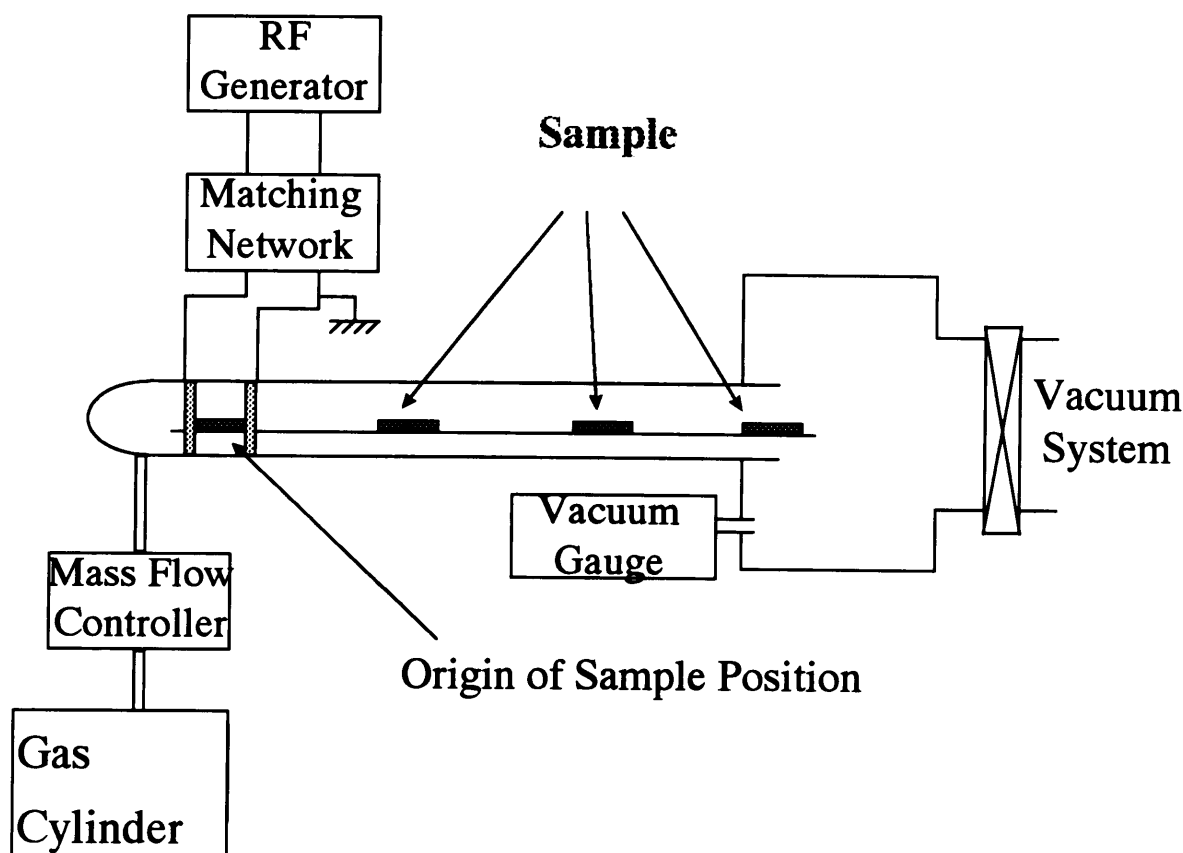 RF
Generator
Sample
Matching
Network
Vacuum
System
Vacuum
Gauge
Mass Flow
Controller
Origin of Sample Position
Gas
Cylinder